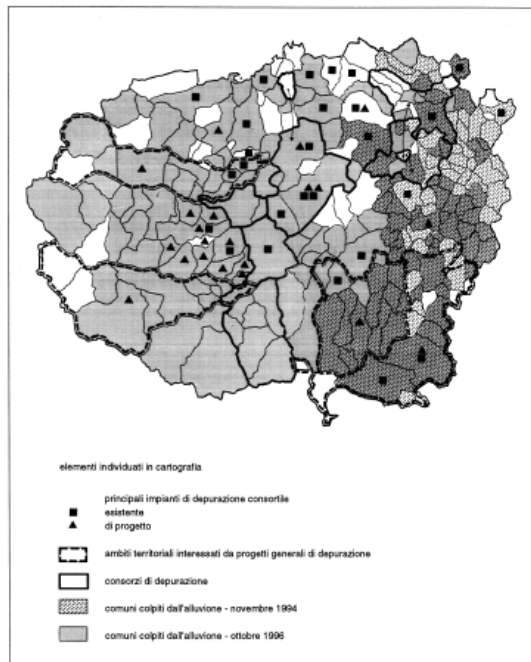 elementi individuati in cartografia
principali impianti di depurazione consortile
esistente
di progetto
ambiti territoriali interessati da progetti generali di depurazione
consorzi di depurazione
comuni colpiti dall'alluvione - novembre 1994
comuni colpiti dall'alluvione - ottobre 1996